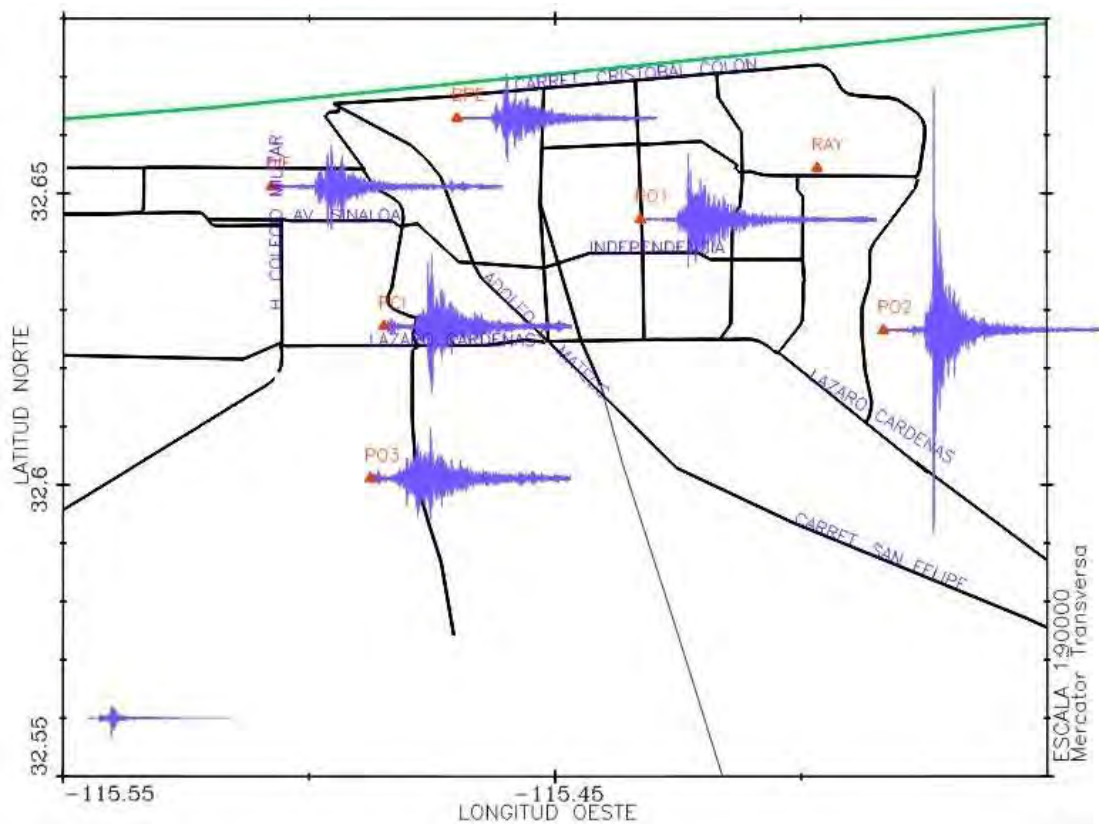 CARRET CRISTOBAL COLON
EPE
RAY
H. COLEGIO MILITAR
32.65
PO1
AV. SINALOA
INDEPENDENCIA
ADOLFO L. MATEOS
PO2
LAZARO CARDENAS
LAZARO CARDENAS
LATITUD NORTE
PO3
32.6
CARRET SAN FELIPE
ESCALA 1:90000
Mercator Transversa
32.55
-115.55
-115.45
LONGITUD OESTE